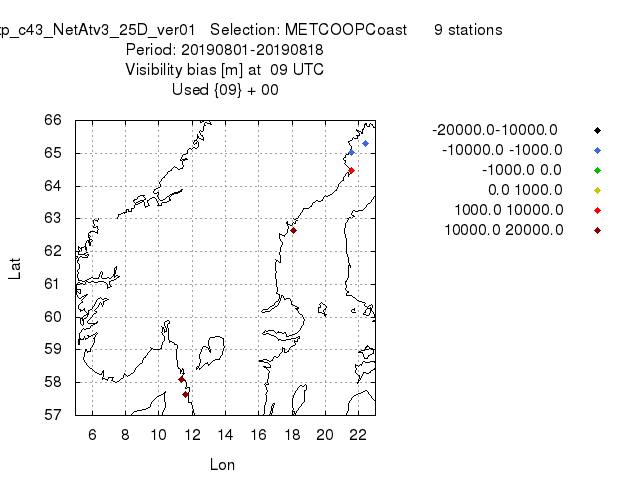 xp_c43_NetAtv3_25D_ver01 Selection: METCOOPCoast 9 stations
Period: 20190801-20190818
Visibility bias [m] at 09 UTC
Used {09} + 00
66
65
64
63
62
61
60
59
58
57
6 8 10 12 14 16 18 20 22
Lat
Lon
-20000.0-10000.0
-10000.0 -1000.0
-1000.0 0.0
0.0 1000.0
1000.0 10000.0
10000.0 20000.0